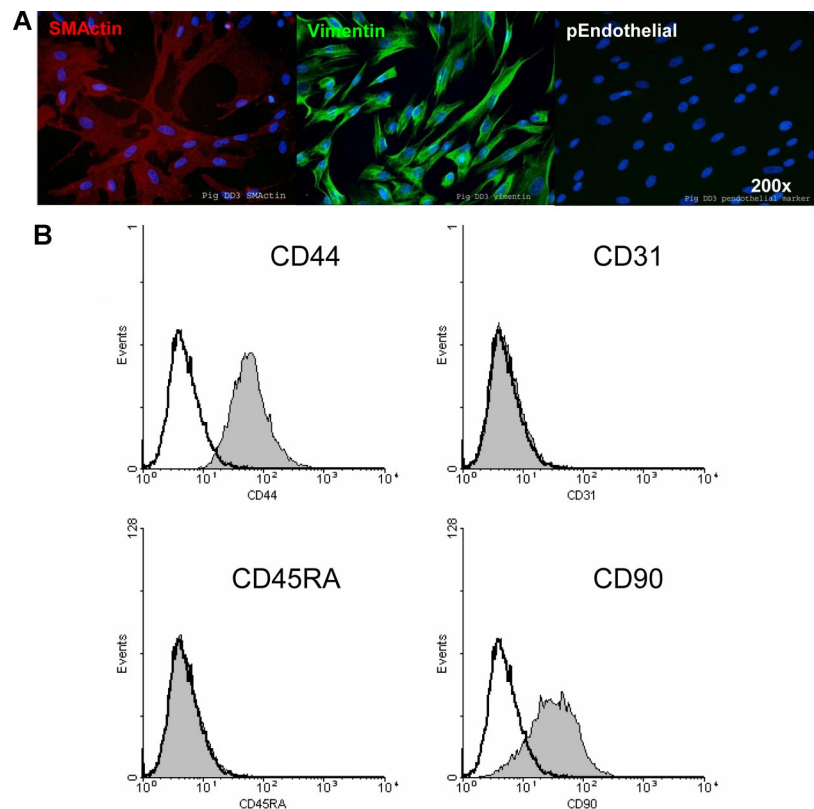 A
SMActin
Vimentin
pEndothelial
200x
Pig DD3 SMActin
Pig DD3 vimentin
Pig DD3 pendothelial marker
B
1
CD44
Events
0
10⁰ 10¹ 10² 10³ 10⁴
CD44
1
CD31
Events
0
10⁰ 10¹ 10² 10³ 10⁴
CD31
128
CD45RA
Events
0
10⁰ 10¹ 10² 10³ 10⁴
CD45RA
128
CD90
Events
0
10⁰ 10¹ 10² 10³ 10⁴
CD90